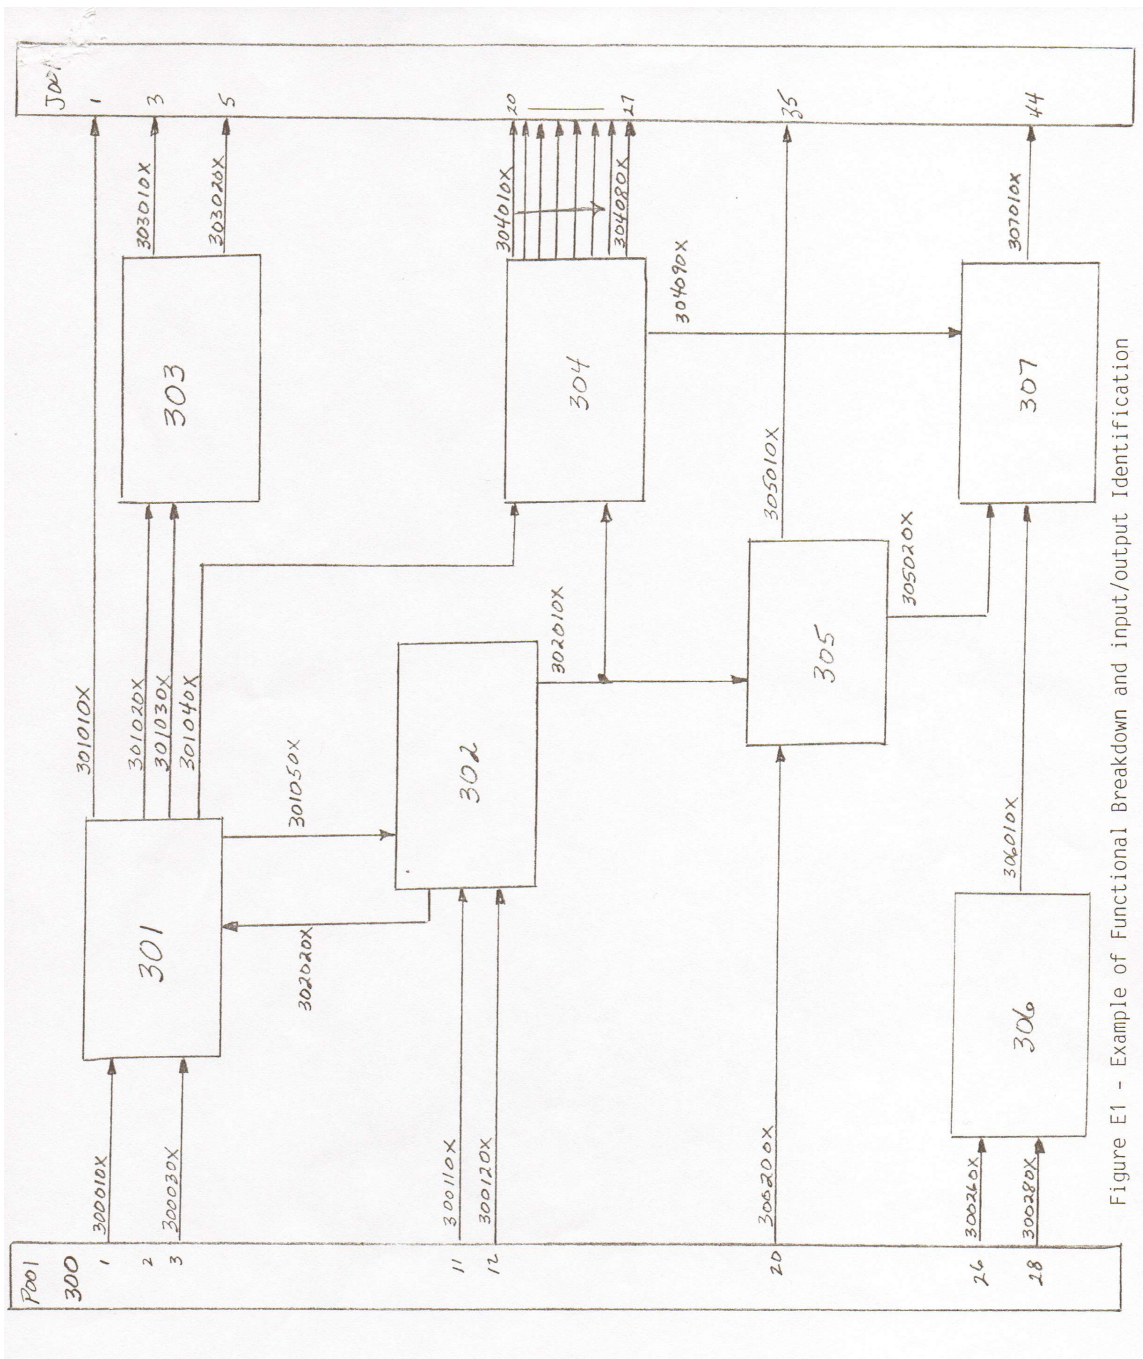 P001
300
1
2
3
11
12
20
26
28
300010X
300030X
300110X
300120X
300200X
300260X
300280X
301
302020X
301050X
302
306
301010X
301020X
301030X
301040X
302010X
305
306010X
305020X
305010X
303
304
307
304090X
303010X
303020X
304010X
304080X
307010X
J001
1
3
5
20
27
35
44
Figure E1 - Example of Functional Breakdown and input/output Identification